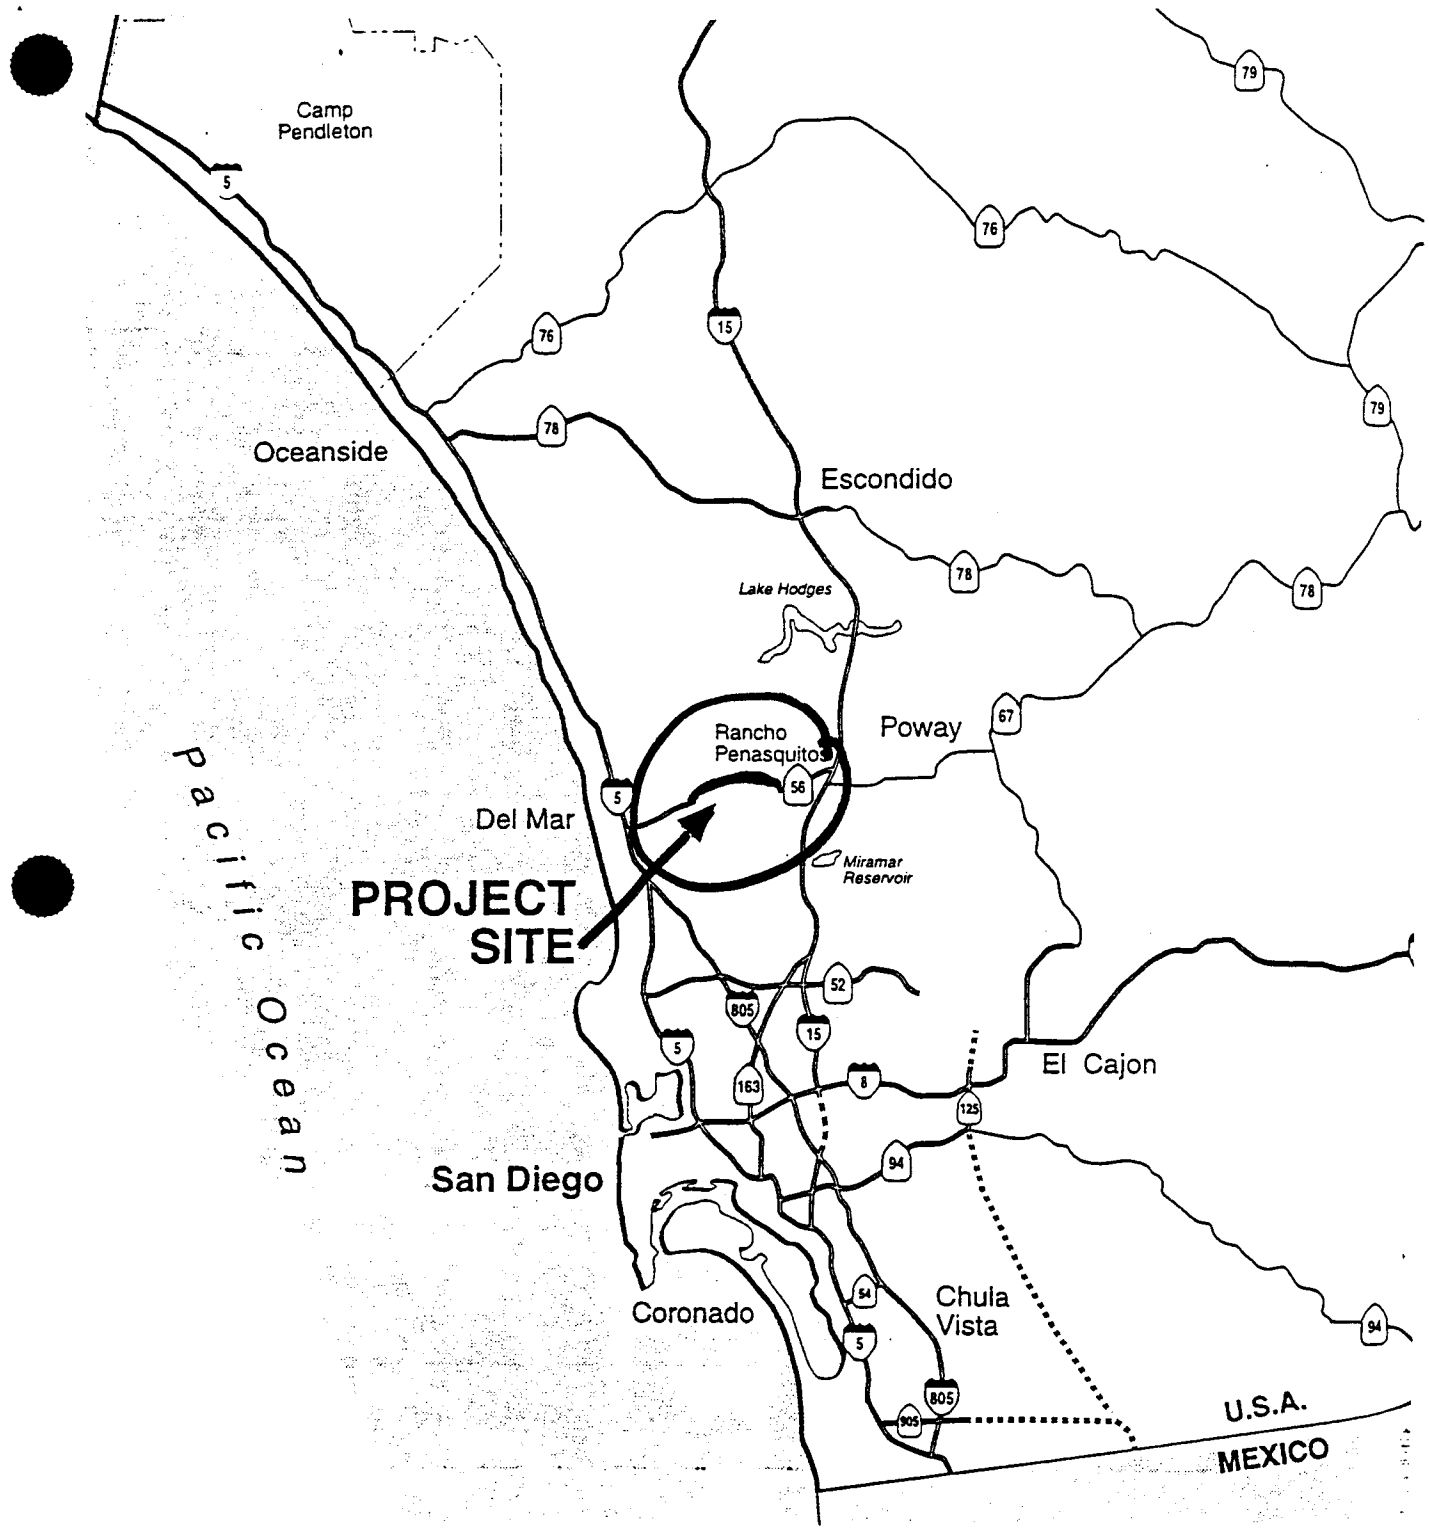 79
Camp
Pendleton
5
76
15
76
79
78
Oceanside
Escondido
78
78
Lake Hodges
67
Poway
Rancho
Penasquitos
56
5
Del Mar
Pacific Ocean
Miramar
Reservoir
PROJECT
SITE
52
805
15
5
El Cajon
8
163
125
94
San Diego
54
Chula
Vista
Coronado
94
5
805
905
U.S.A.
MEXICO